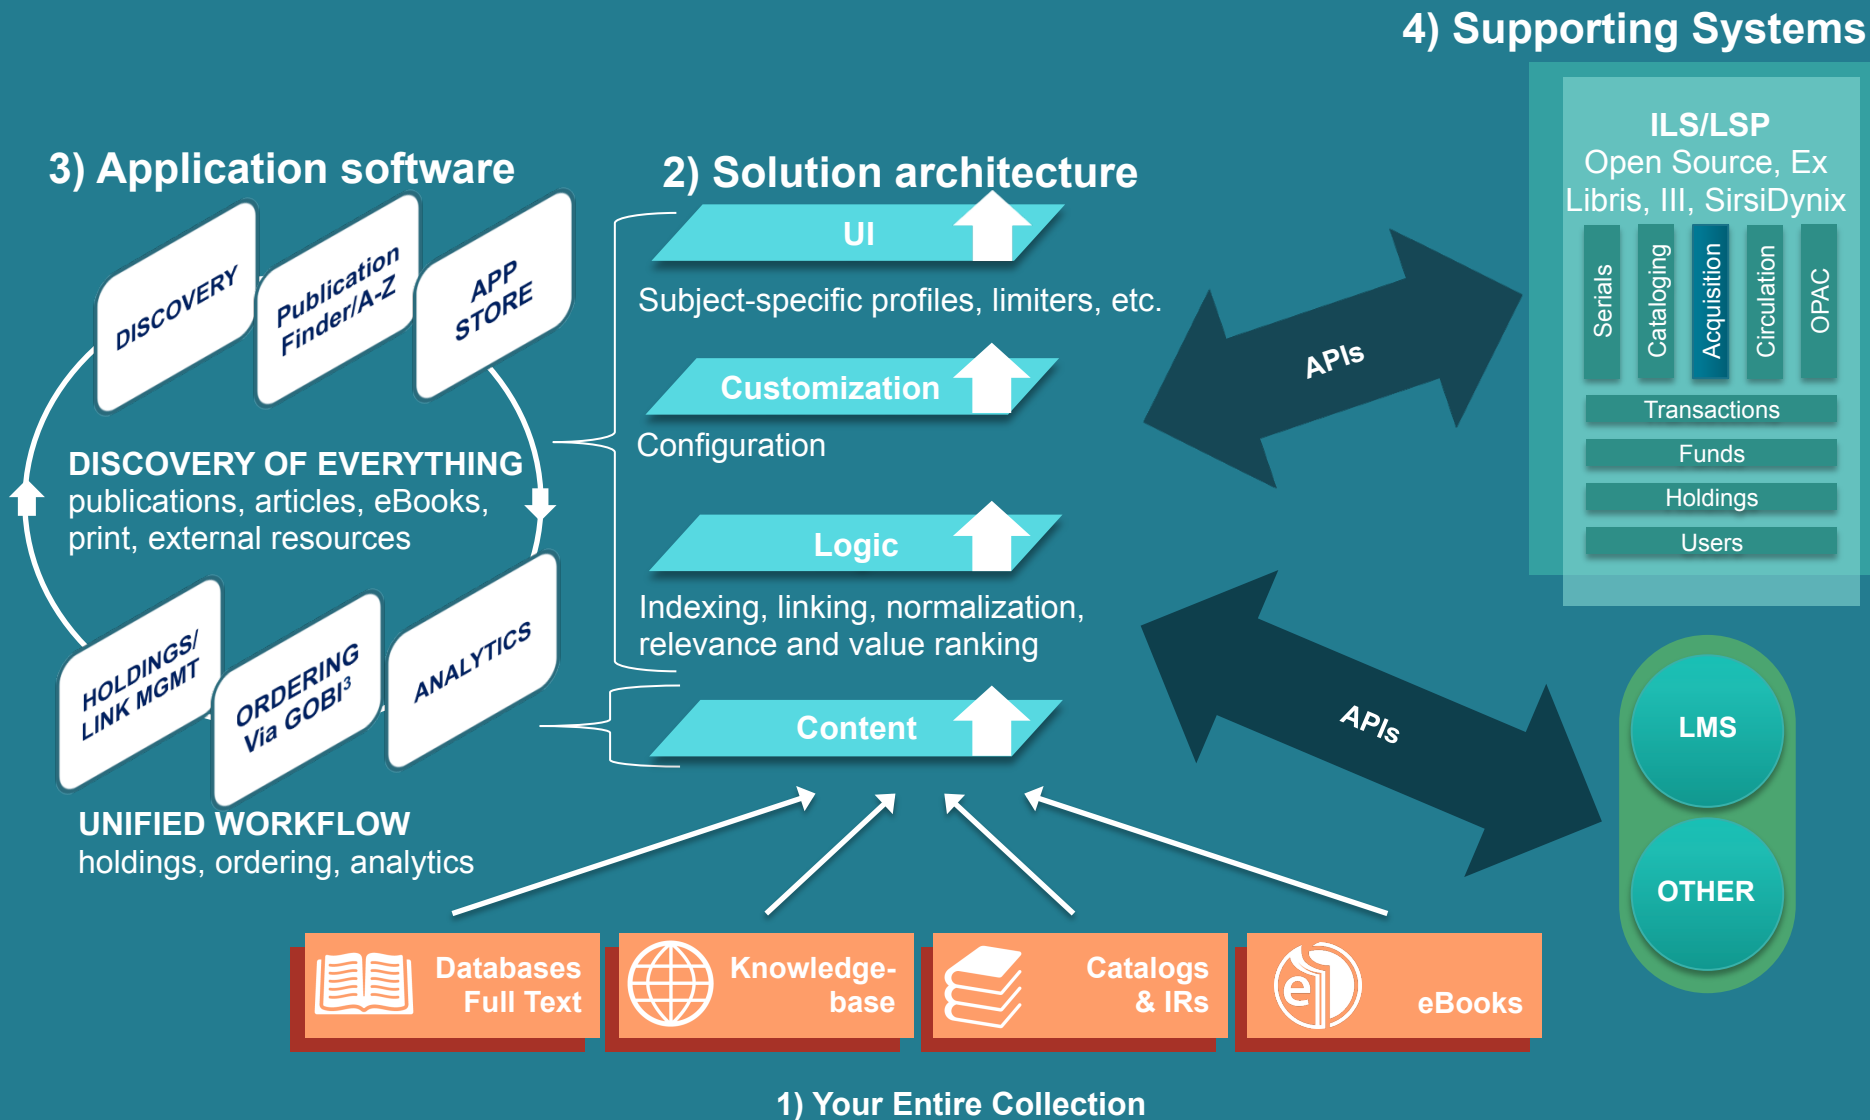 4) Supporting Systems
ILS/LSP
Open Source, Ex
Libris, III, SirsiDynix
Serials
Cataloging
Acquisition
Circulation
OPAC
Transactions
Funds
Holdings
Users
3) Application software
DISCOVERY
Publication
Finder/A-Z
APP
STORE
DISCOVERY OF EVERYTHING
publications, articles, eBooks,
print, external resources
HOLDINGS/
LINK MGMT
ORDERING
Via GOBI³
ANALYTICS
UNIFIED WORKFLOW
holdings, ordering, analytics
2) Solution architecture
UI
Subject-specific profiles, limiters, etc.
Customization
Configuration
Logic
Indexing, linking, normalization,
relevance and value ranking
Content
APIs
APIs
LMS
OTHER
Databases
Full Text
Knowledge-
base
Catalogs
& IRs
e
eBooks
1) Your Entire Collection